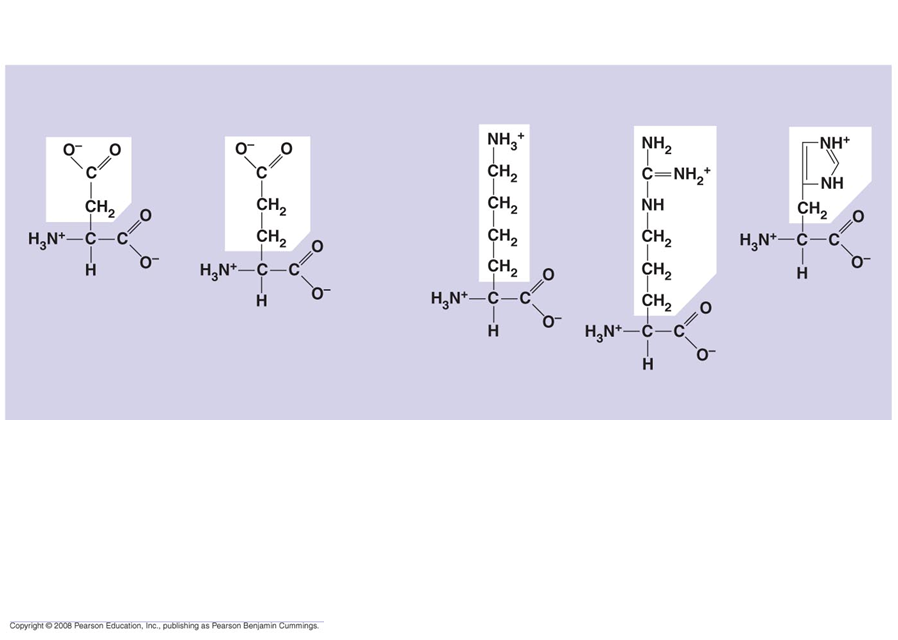 O⁻ O
C
CH₂
H₃N⁺ C C O
O⁻
H
O⁻ O
C
CH₂
CH₂
H₃N⁺ C C O
O⁻
H
NH₃⁺
CH₂
CH₂
CH₂
CH₂
H₃N⁺ C C O
O⁻
H
NH₂
C=NH₂⁺
NH
CH₂
CH₂
CH₂
H₃N⁺ C C O
O⁻
H
NH⁺
NH
CH₂
H₃N⁺ C C O
O⁻
H
Copyright © 2008 Pearson Education, Inc., publishing as Pearson Benjamin Cummings.